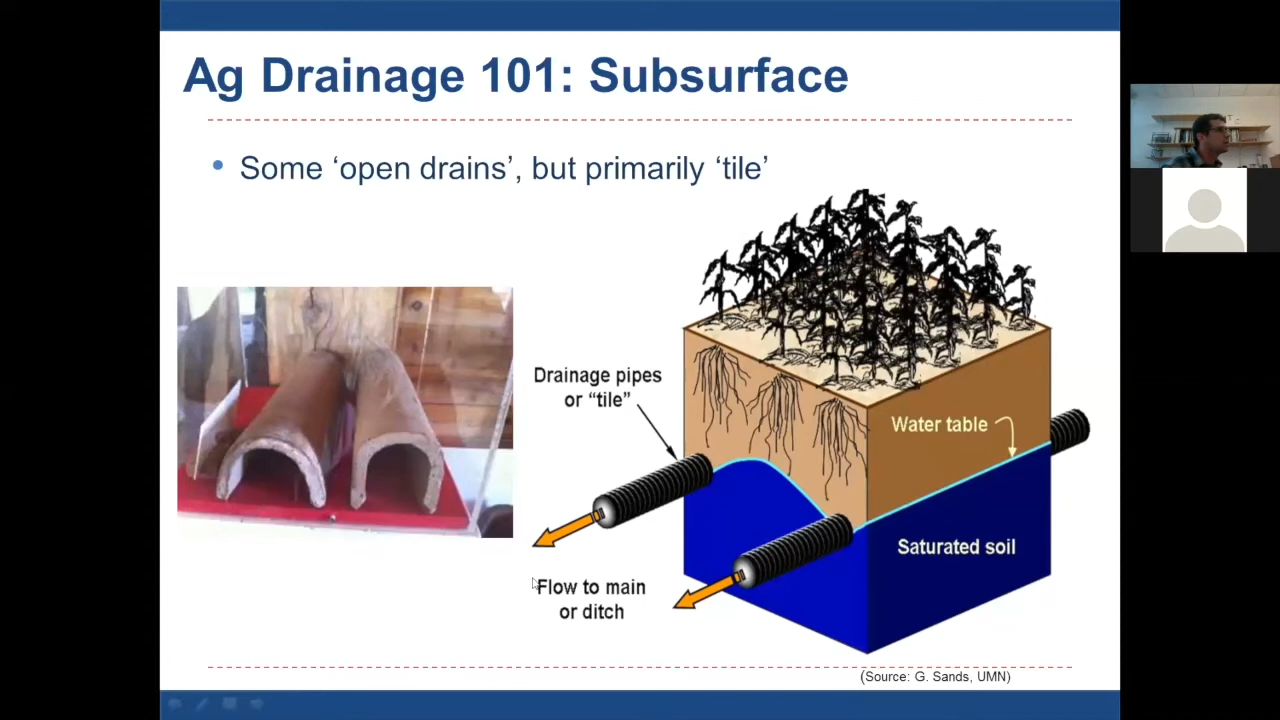 Ag Drainage 101: Subsurface
• Some ‘open drains’, but primarily ‘tile’
Drainage pipes
or “tile”
Water table
Saturated soil
Flow to main
or ditch
(Source: G. Sands, UMN)